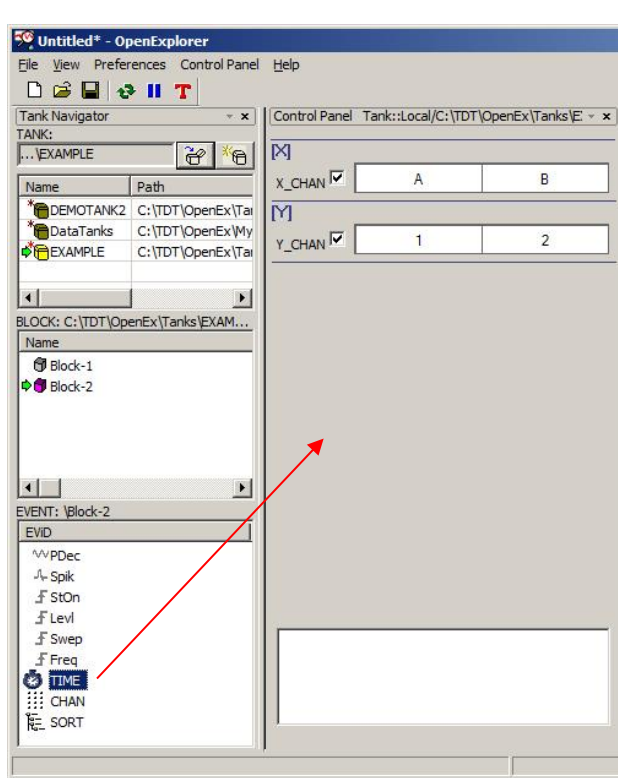 Untitled* - OpenExplorer
File View Preferences Control Panel Help
T
Tank Navigator
TANK:
...\EXAMPLE
Name Path
DEMOTANK2 C:\TDT\OpenEx\Tar
DataTanks C:\TDT\OpenEx\My
EXAMPLE C:\TDT\OpenEx\Tar
BLOCK: C:\TDT\OpenEx\Tanks\EXAM...
Name
Block-1
Block-2
EVENT: \Block-2
EViD
PDec
Spik
StOn
Levl
Swep
Freq
TIME
CHAN
SORT
Control Panel Tank::Local/C:\TDT\OpenEx\Tanks\E:
[X]
X_CHAN A B
[Y]
Y_CHAN 1 2